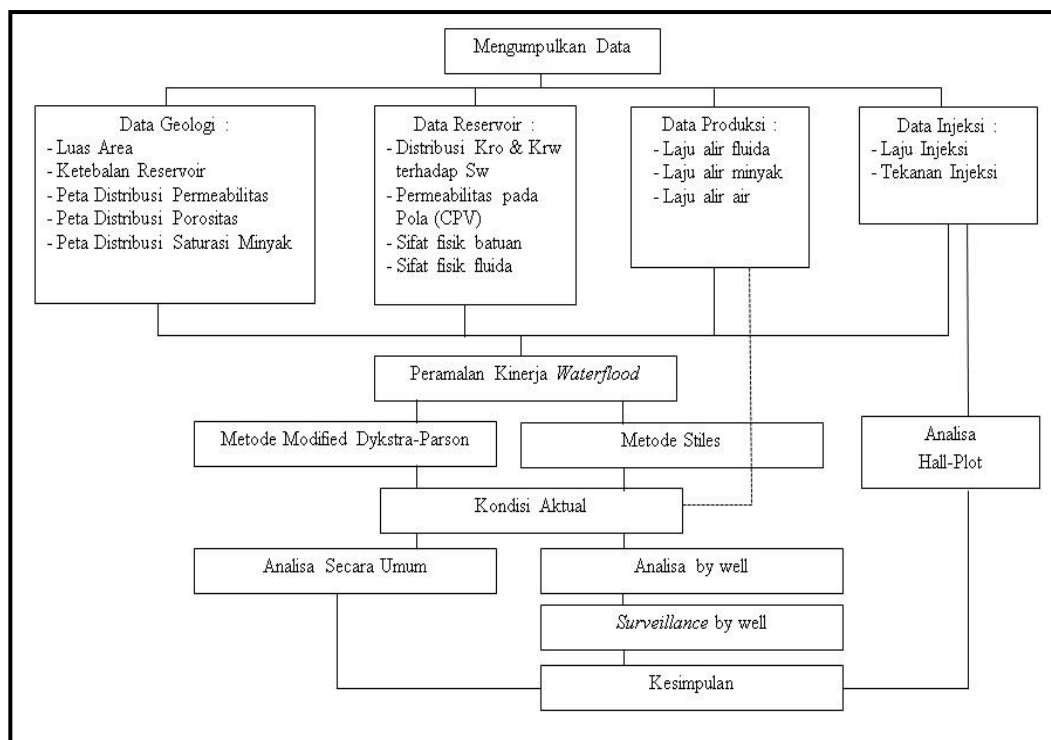 Mengumpulkan Data
Data Geologi :
- Luas Area
- Ketebalan Reservoir
- Peta Distribusi Permeabilitas
- Peta Distribusi Porositas
- Peta Distribusi Saturasi Minyak
Data Reservoir :
- Distribusi Kro & Krw
terhadap Sw
- Permeabilitas pada
Pola (CPV)
- Sifat fisik batuan
- Sifat fisik fluida
Data Produksi :
- Laju alir fluida
- Laju alir minyak
- Laju alir air
Data Injeksi :
- Laju Injeksi
- Tekanan Injeksi
Peramalan Kinerja Waterflood
Metode Modified Dykstra-Parson
Metode Stiles
Analisa
Hall-Plot
Kondisi Aktual
Analisa Secara Umum
Analisa by well
Surveillance by well
Kesimpulan